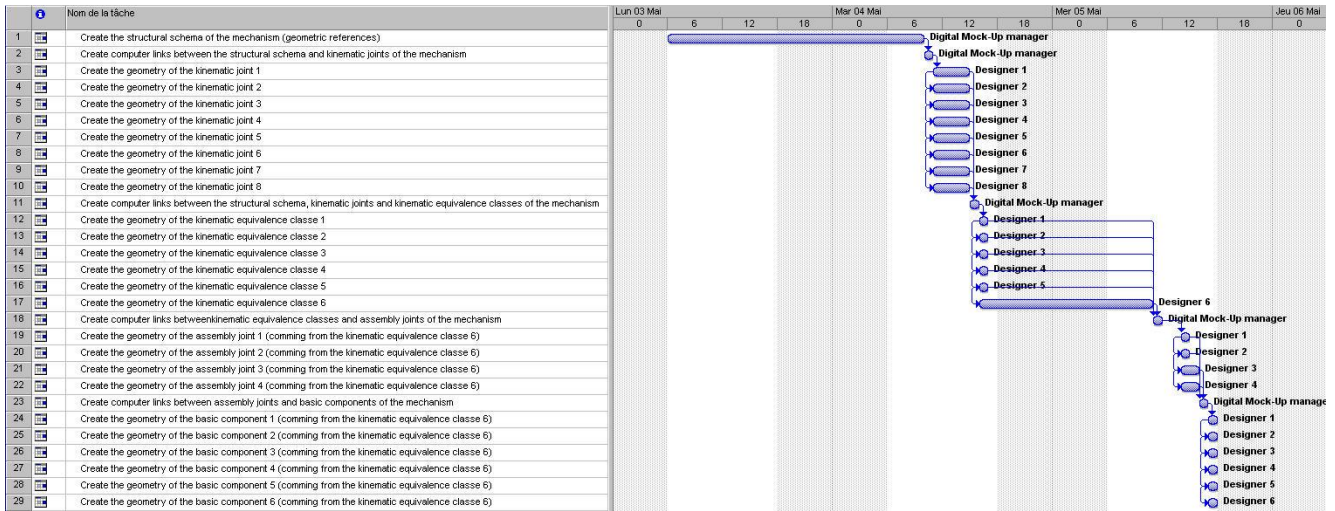 Nom de la tâche
Lun 03 Mai Mar 04 Mai Mer 05 Mai Jeu 06 Mai
0 6 12 18 0 6 12 18 0 6 12 18 0
1 Create the structural schema of the mechanism (geometric references) Digital Mock-Up manager
2 Create computer links between the structural schema and kinematic joints of the mechanism Digital Mock-Up manager
3 Create the geometry of the kinematic joint 1 Designer 1
4 Create the geometry of the kinematic joint 2 Designer 2
5 Create the geometry of the kinematic joint 3 Designer 3
6 Create the geometry of the kinematic joint 4 Designer 4
7 Create the geometry of the kinematic joint 5 Designer 5
8 Create the geometry of the kinematic joint 6 Designer 6
9 Create the geometry of the kinematic joint 7 Designer 7
10 Create the geometry of the kinematic joint 8 Designer 8
11 Create computer links between the structural schema, kinematic joints and kinematic equivalence classes of the mechanism Digital Mock-Up manager
12 Create the geometry of the kinematic equivalence classe 1 Designer 1
13 Create the geometry of the kinematic equivalence classe 2 Designer 2
14 Create the geometry of the kinematic equivalence classe 3 Designer 3
15 Create the geometry of the kinematic equivalence classe 4 Designer 4
16 Create the geometry of the kinematic equivalence classe 5 Designer 5
17 Create the geometry of the kinematic equivalence classe 6 Designer 6
18 Create computer links betweenkinematic equivalence classes and assembly joints of the mechanism Digital Mock-Up manager
19 Create the geometry of the assembly joint 1 (comming from the kinematic equivalence classe 6) Designer 1
20 Create the geometry of the assembly joint 2 (comming from the kinematic equivalence classe 6) Designer 2
21 Create the geometry of the assembly joint 3 (comming from the kinematic equivalence classe 6) Designer 3
22 Create the geometry of the assembly joint 4 (comming from the kinematic equivalence classe 6) Designer 4
23 Create computer links between assembly joints and basic components of the mechanism Digital Mock-Up manage
24 Create the geometry of the basic component 1 (comming from the kinematic equivalence classe 6) Designer 1
25 Create the geometry of the basic component 2 (comming from the kinematic equivalence classe 6) Designer 2
26 Create the geometry of the basic component 3 (comming from the kinematic equivalence classe 6) Designer 3
27 Create the geometry of the basic component 4 (comming from the kinematic equivalence classe 6) Designer 4
28 Create the geometry of the basic component 5 (comming from the kinematic equivalence classe 6) Designer 5
29 Create the geometry of the basic component 6 (comming from the kinematic equivalence classe 6) Designer 6